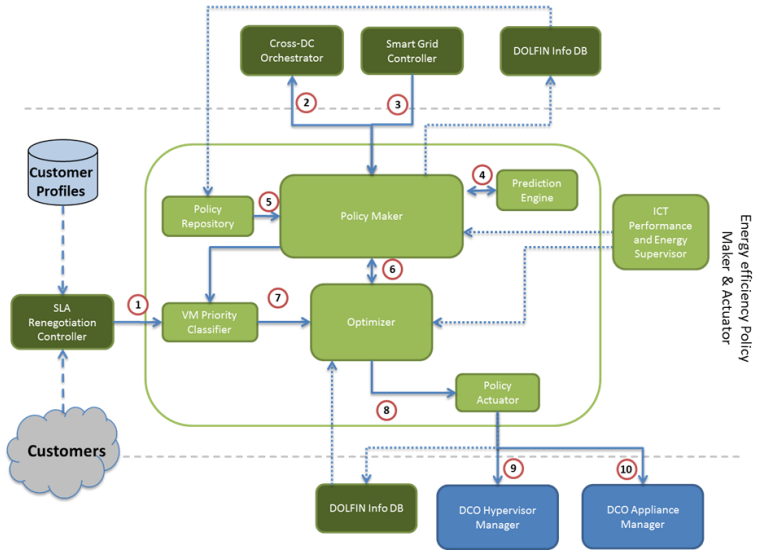 Cross-DC
Orchestrator
Smart Grid
Controller
DOLFIN Info DB
2
3
Customer
Profiles
Policy
Repository
5
Policy Maker
4
Prediction
Engine
ICT
Performance
and Energy
Supervisor
Energy efficiency Policy
Maker & Actuator
6
SLA
Renegotiation
Controller
1
VM Priority
Classifier
7
Optimizer
8
Policy
Actuator
Customers
9
10
DOLFIN Info DB
DCO Hypervisor
Manager
DCO Appliance
Manager